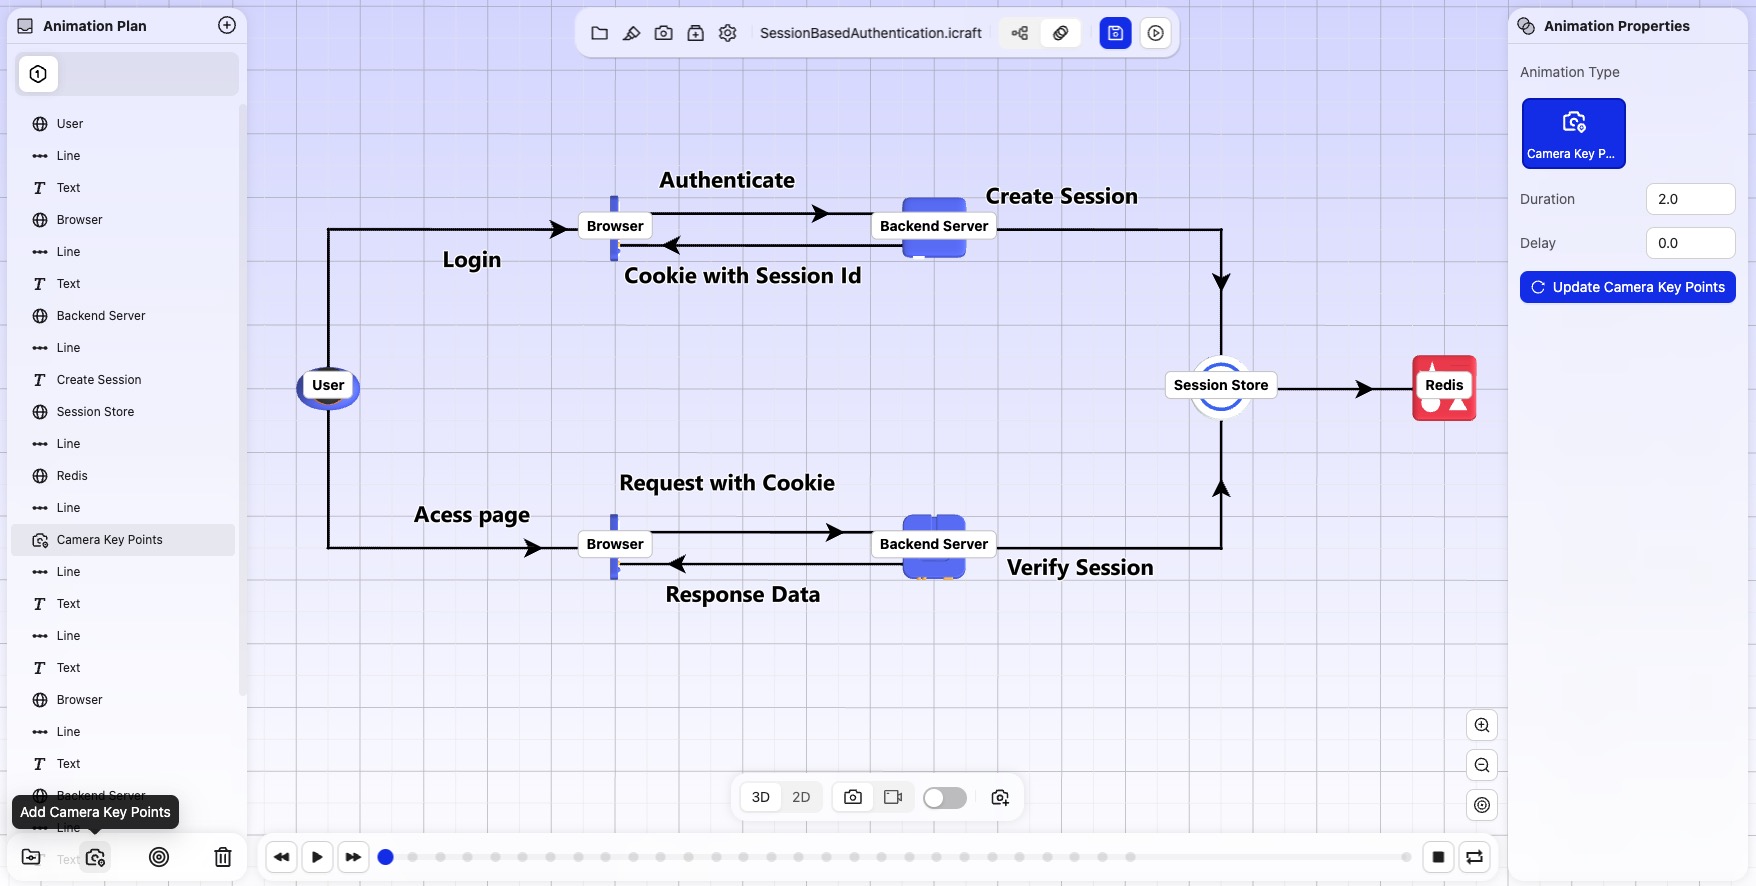 Animation Plan
1
User
Line
Text
Browser
Line
Text
Backend Server
Line
Create Session
Session Store
Line
Redis
Line
Camera Key Points
Line
Text
Line
Text
Browser
Line
Text
Backend Server
Add Camera Key Points
Line
Text
SessionBasedAuthentication.icraft
Authenticate
Create Session
Browser
Backend Server
Login
Cookie with Session Id
User
Session Store
Redis
Request with Cookie
Acess page
Browser
Backend Server
Verify Session
Response Data
3D
2D
Animation Properties
Animation Type
Camera Key P...
Duration
2.0
Delay
0.0
Update Camera Key Points